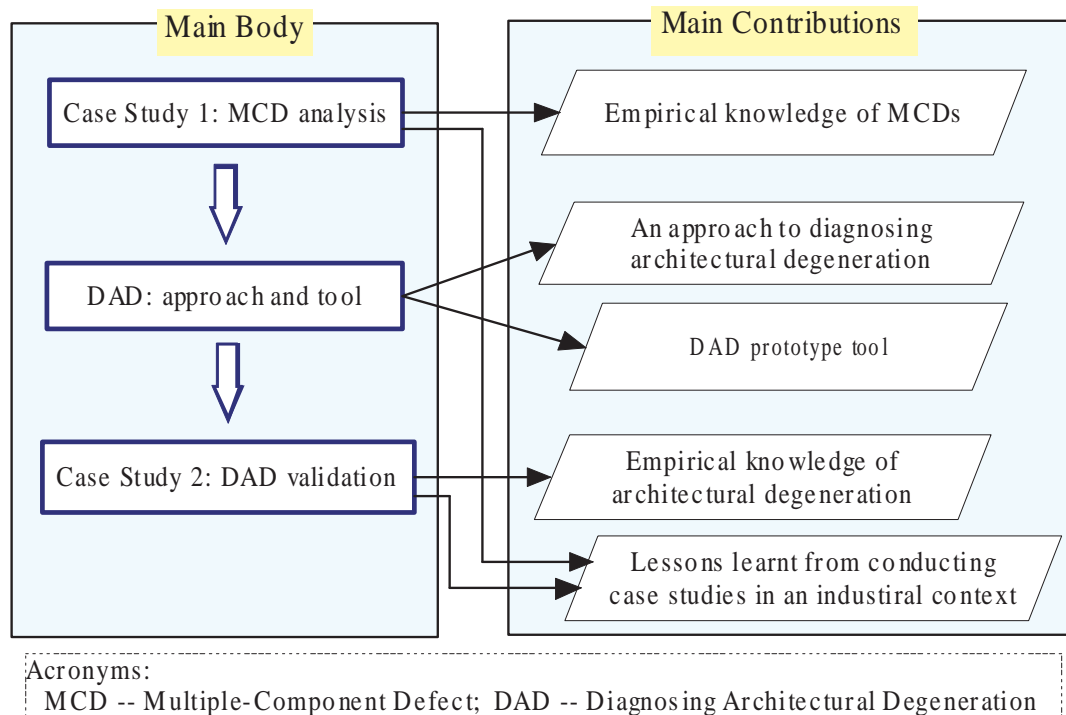 Main Body
Case Study 1: MCD analysis
DAD: approach and tool
Case Study 2: DAD validation
Main Contributions
Empirical knowledge of MCDs
An approach to diagnosing
architectural degeneration
DAD prototype tool
Empirical knowledge of
architectural degeneration
Lessons learnt from conducting
case studies in an industiral context
Acronyms:
MCD -- Multiple-Component Defect; DAD -- Diagnosing Architectural Degeneration